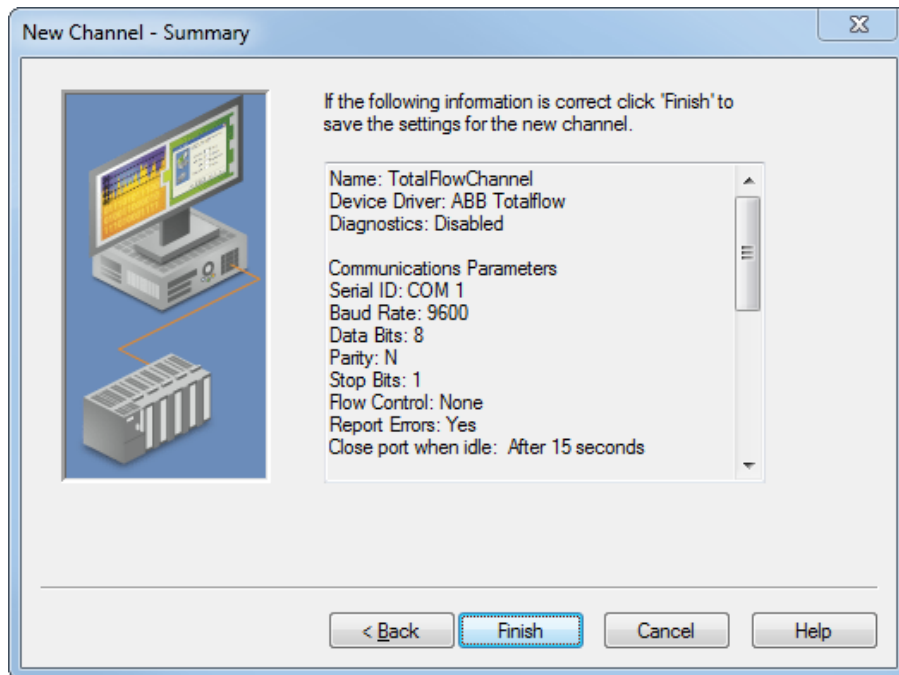 New Channel - Summary
If the following information is correct click 'Finish' to
save the settings for the new channel.
Name: TotalFlowChannel
Device Driver: ABB Totalflow
Diagnostics: Disabled
Communications Parameters
Serial ID: COM 1
Baud Rate: 9600
Data Bits: 8
Parity: N
Stop Bits: 1
Flow Control: None
Report Errors: Yes
Close port when idle:  After 15 seconds
< Back
Finish
Cancel
Help